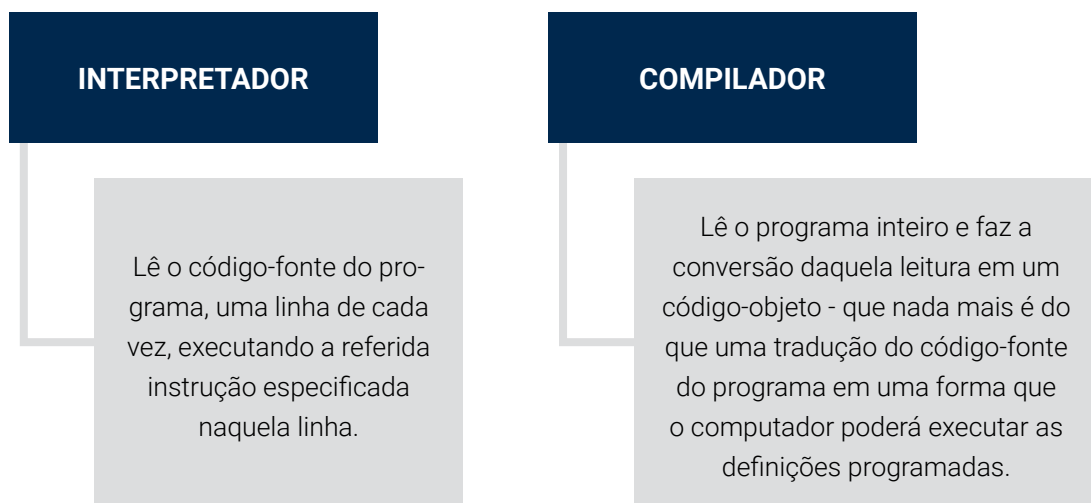 INTERPRETADOR
Lê o código-fonte do pro-
grama, uma linha de cada
vez, executando a referida
instrução especificada
naquela linha.
COMPILADOR
Lê o programa inteiro e faz a
conversão daquela leitura em um
código-objeto - que nada mais é do
que uma tradução do código-fonte
do programa em uma forma que
o computador poderá executar as
definições programadas.